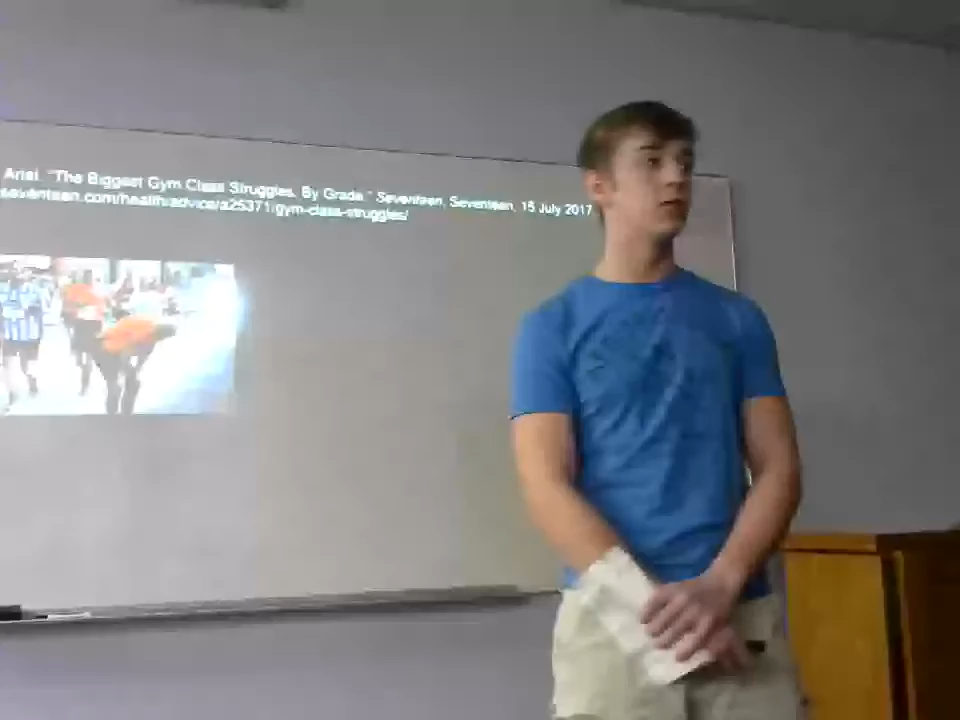 Ariel. "The Biggest Gym Class Struggles, By Grade." Seventeen, Seventeen, 15 July 2017
seventeen.com/health/advice/a25371/gym-class-struggles/